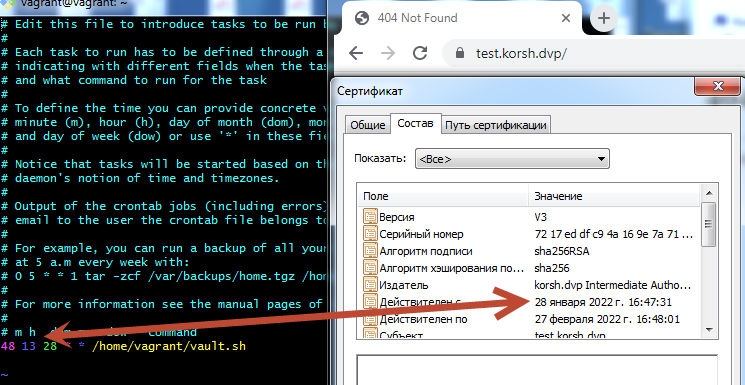 vagrant@vagrant: ~
# Edit this file to introduce tasks to be run b
#
# Each task to run has to be defined through a
# indicating with different fields when the tas
# and what command to run for the task
#
# To define the time you can provide concrete v
# minute (m), hour (h), day of month (dom), mon
# and day of week (dow) or use '*' in these fie
#
# Notice that tasks will be started based on th
# daemon's notion of time and timezones.
#
# Output of the crontab jobs (including errors)
# email to the user the crontab file belongs to
#
# For example, you can run a backup of all your
# at 5 a.m every week with:
# 0 5 * * 1 tar -zcf /var/backups/home.tgz /hom
#
# For more information see the manual pages of
#
# m h command
48 13 28 * * /home/vagrant/vault.sh
~
404 Not Found
test.korsh.dvp/
Сертификат
Общие Состав Путь сертификации
Показать: <Все>
Поле Значение
Версия V3
Серийный номер 72 17 ed df c9 4a 16 9e 7a 71 ...
Алгоритм подписи sha256RSA
Алгоритм хэширования по... sha256
Издатель korsh.dvp Intermediate Autho...
Действителен с 28 января 2022 г. 16:47:31
Действителен по 27 февраля 2022 г. 16:48:01
Субъект test.korsh.dvp